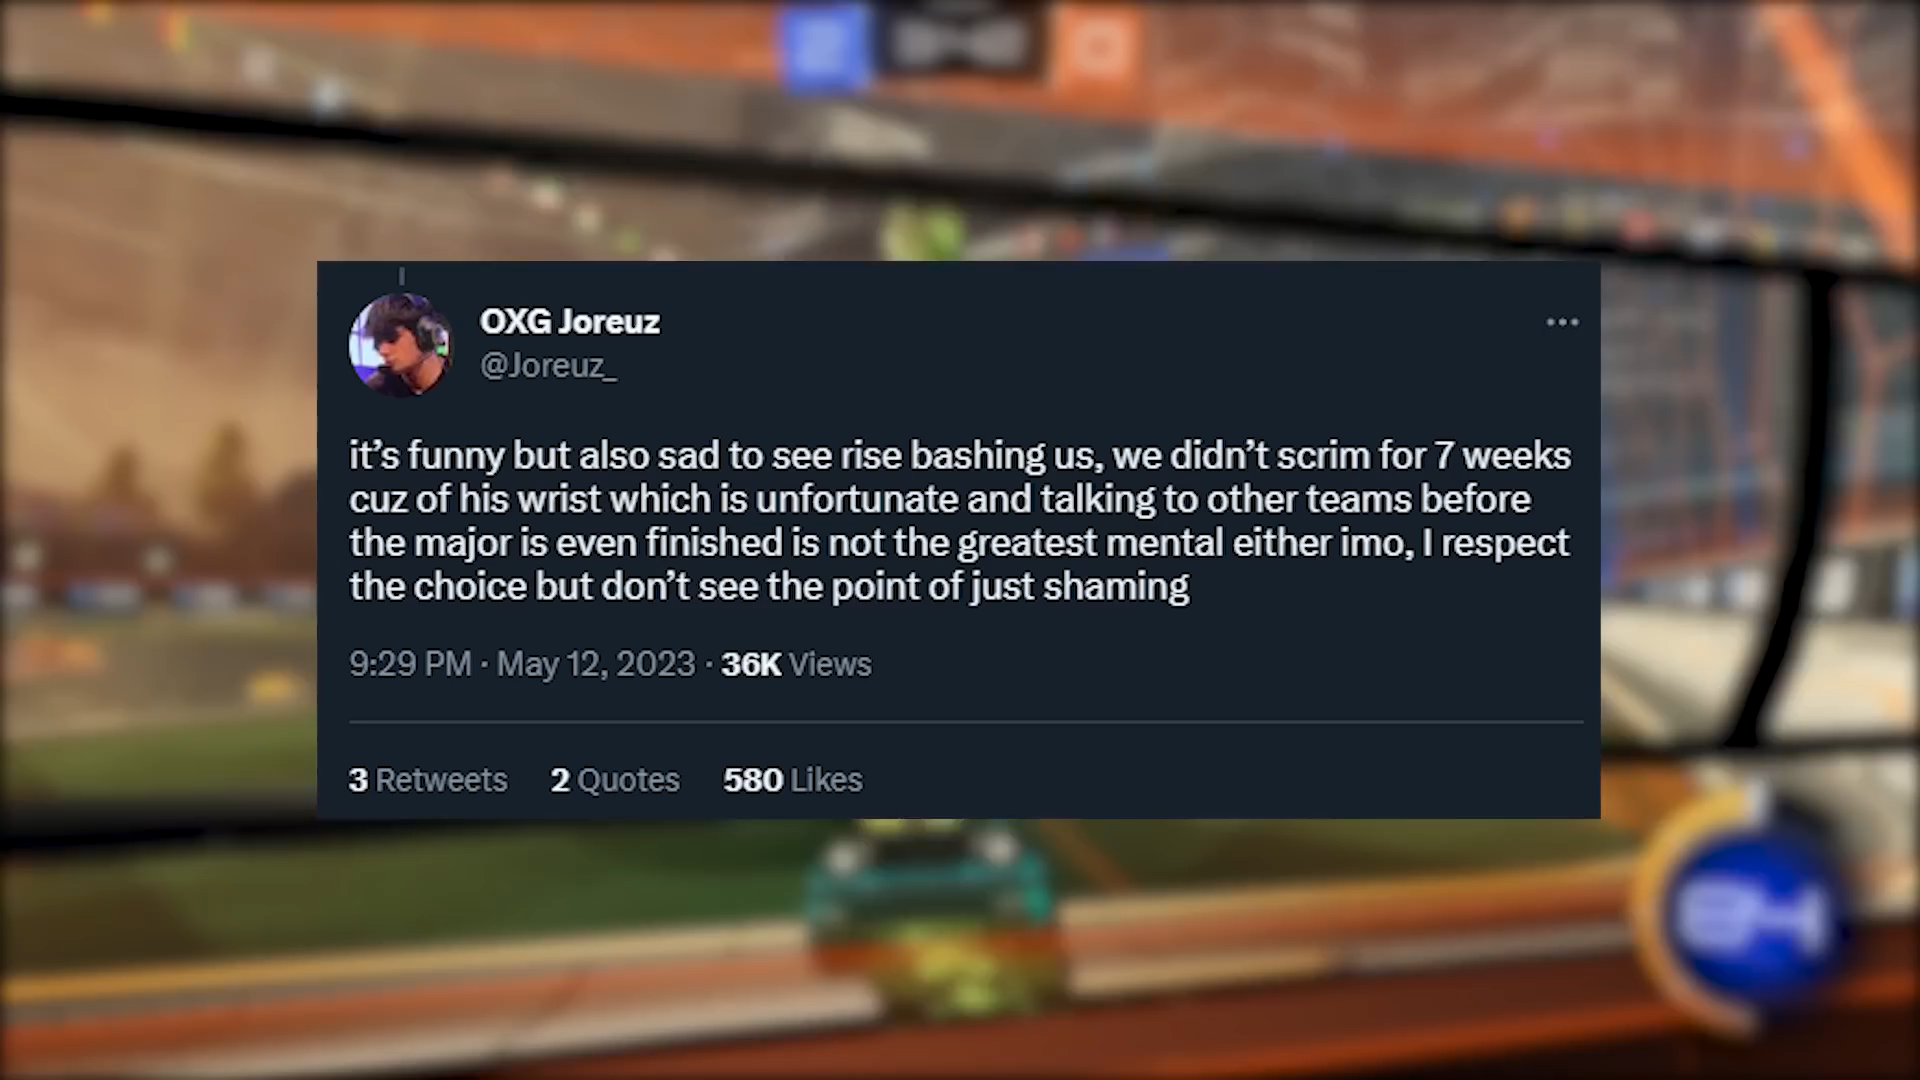 OXG Joreuz
@Joreuz_
it’s funny but also sad to see rise bashing us, we didn’t scrim for 7 weeks
cuz of his wrist which is unfortunate and talking to other teams before
the major is even finished is not the greatest mental either imo, I respect
the choice but don’t see the point of just shaming
9:29 PM · May 12, 2023 · 36K Views
3 Retweets 2 Quotes 580 Likes